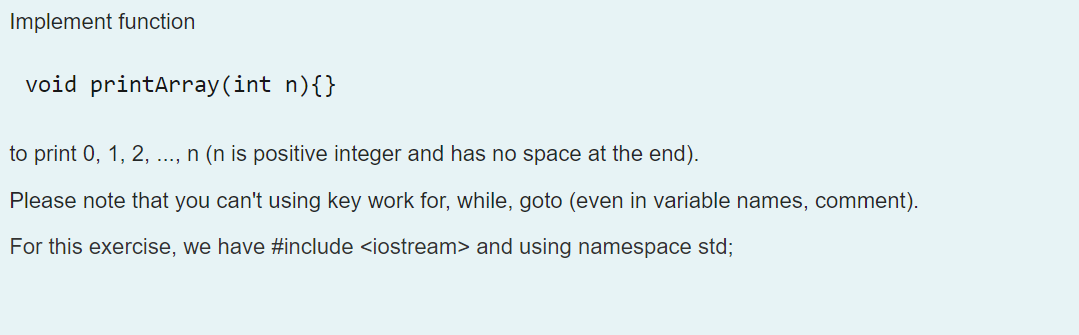 Implement function
void printArray(int n){}
to print 0, 1, 2, ..., n (n is positive integer and has no space at the end).
Please note that you can't using key work for, while, goto (even in variable names, comment).
For this exercise, we have #include <iostream> and using namespace std;